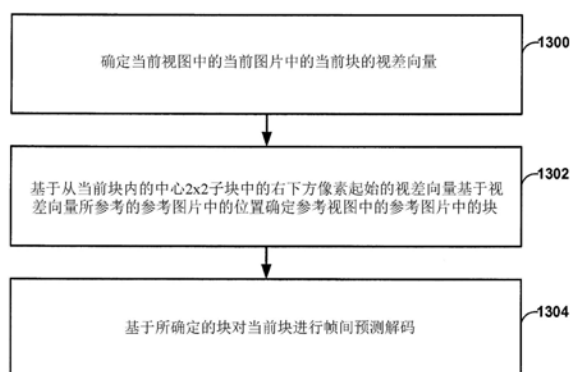 确定当前视图中的当前图片中的当前块的视差向量
1300
基于从当前块内的中心2x2子块中的右下方像素起始的视差向量基于视
差向量所参考的参考图片中的位置确定参考视图中的参考图片中的块
1302
基于所确定的块对当前块进行帧间预测解码
1304